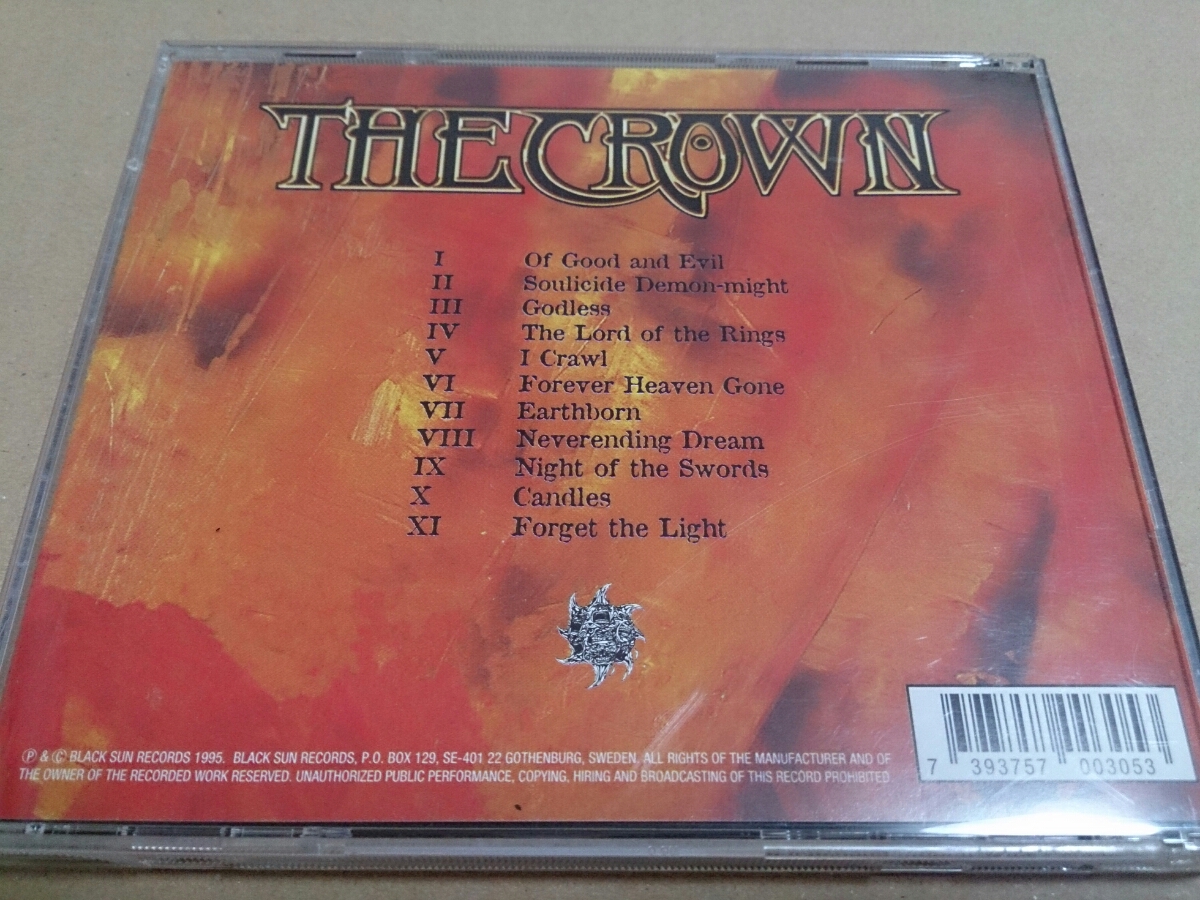 THE CROWN
I Of Good and Evil
II Soulicide Demon-might
III Godless
IV The Lord of the Rings
V I Crawl
VI Forever Heaven Gone
VII Earthborn
VIII Neverending Dream
IX Night of the Swords
X Candles
XI Forget the Light
Ⓟ & © BLACK SUN RECORDS 1995. BLACK SUN RECORDS, P.O. BOX 129, SE-401 22 GOTHENBURG, SWEDEN. ALL RIGHTS OF THE MANUFACTURER AND OF
THE OWNER OF THE RECORDED WORK RESERVED. UNAUTHORIZED PUBLIC PERFORMANCE, COPYING, HIRING AND BROADCASTING OF THIS RECORD PROHIBITED.
7 393757 003053